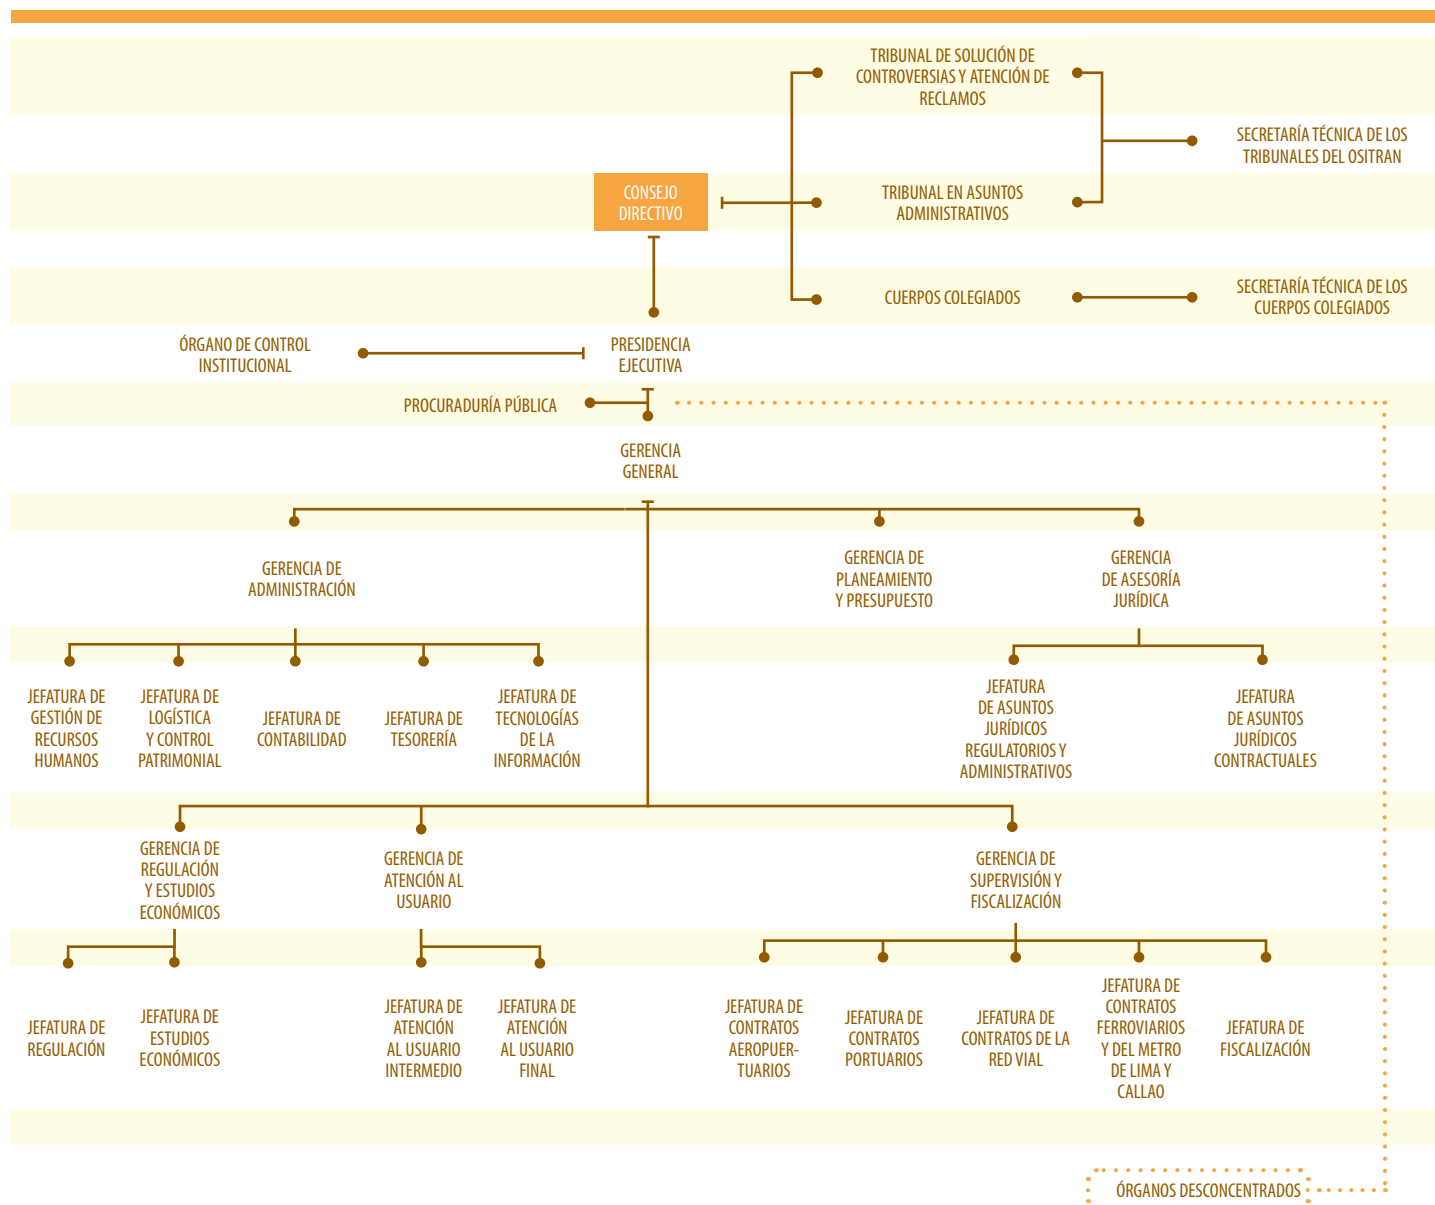 TRIBUNAL DE SOLUCIÓN DE
CONTROVERSIAS Y ATENCIÓN DE
RECLAMOS
SECRETARÍA TÉCNICA DE LOS
TRIBUNALES DEL OSITRAN
CONSEJO
DIRECTIVO
TRIBUNAL EN ASUNTOS
ADMINISTRATIVOS
CUERPOS COLEGIADOS
SECRETARÍA TÉCNICA DE LOS
CUERPOS COLEGIADOS
ÓRGANO DE CONTROL
INSTITUCIONAL
PRESIDENCIA
EJECUTIVA
PROCURADURÍA PÚBLICA
GERENCIA
GENERAL
GERENCIA DE
ADMINISTRACIÓN
GERENCIA DE
PLANEAMIENTO
Y PRESUPUESTO
GERENCIA
DE ASESORÍA
JURÍDICA
JEFATURA DE
GESTIÓN DE
RECURSOS
HUMANOS
JEFATURA DE
LOGÍSTICA
Y CONTROL
PATRIMONIAL
JEFATURA DE
CONTABILIDAD
JEFATURA DE
TESORERÍA
JEFATURA DE
TECNOLOGÍAS
DE LA
INFORMACIÓN
JEFATURA
DE ASUNTOS
JURÍDICOS
REGULATORIOS Y
ADMINISTRATIVOS
JEFATURA
DE ASUNTOS
JURÍDICOS
CONTRACTUALES
GERENCIA DE
REGULACIÓN
Y ESTUDIOS
ECONÓMICOS
GERENCIA DE
ATENCIÓN AL
USUARIO
GERENCIA DE
SUPERVISIÓN Y
FISCALIZACIÓN
JEFATURA DE
REGULACIÓN
JEFATURA DE
ESTUDIOS
ECONÓMICOS
JEFATURA DE
ATENCIÓN
AL USUARIO
INTERMEDIO
JEFATURA DE
ATENCIÓN
AL USUARIO
FINAL
JEFATURA DE
CONTRATOS
AEROPUER-
TUARIOS
JEFATURA DE
CONTRATOS
PORTUARIOS
JEFATURA DE
CONTRATOS DE LA
RED VIAL
JEFATURA DE
CONTRATOS
FERROVIARIOS
Y DEL METRO
DE LIMA Y
CALLAO
JEFATURA DE
FISCALIZACIÓN
ÓRGANOS DESCONCENTRADOS